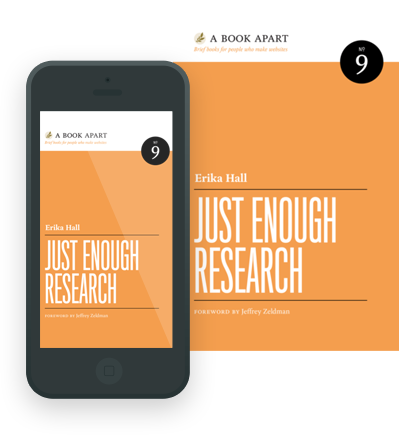 A BOOK APART
Brief books for people who make websites
Nº
9
Erika Hall
JUST ENOUGH
RESEARCH
FOREWORD BY Jeffrey Zeldman
A BOOK APART
Brief books for people who make websites
Nº
9
Erika Hall
JUST ENOUGH
RESEARCH
FOREWORD BY Jeffrey Zeldman